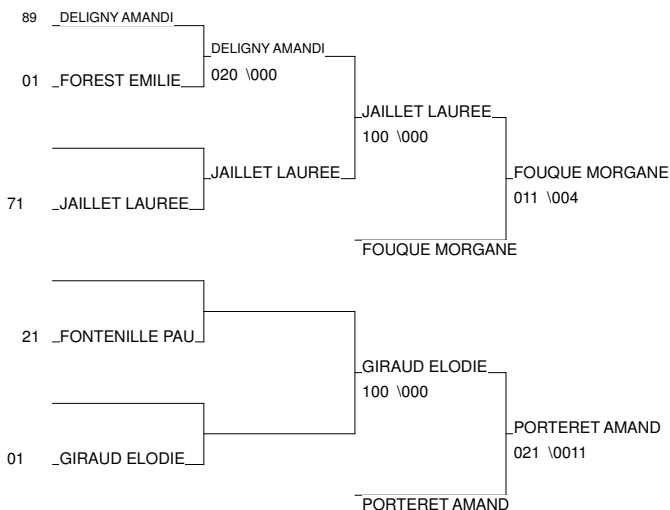 89 DELIGNY AMANDI
DELIGNY AMANDI
020 \000
01 FOREST EMILIE
JAILLET LAUREE
100 \000
JAILLET LAUREE
FOUQUE MORGANE
011 \004
71 JAILLET LAUREE
FOUQUE MORGANE
21 FONTENILLE PAU
GIRAUD ELODIE
100 \000
PORTERET AMAND
021 \0011
01 GIRAUD ELODIE
PORTERET AMAND